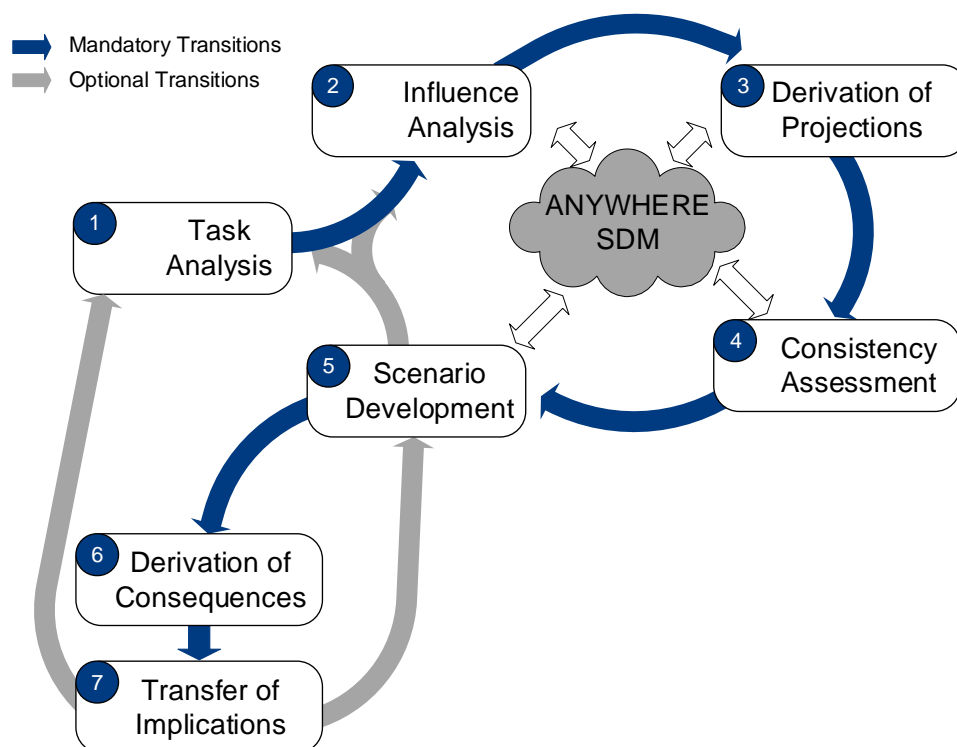 Mandatory Transitions
Optional Transitions
1
Task
Analysis
2
Influence
Analysis
3
Derivation of
Projections
ANYWHERE
SDM
4
Consistency
Assessment
5
Scenario
Development
6
Derivation of
Consequences
7
Transfer of
Implications